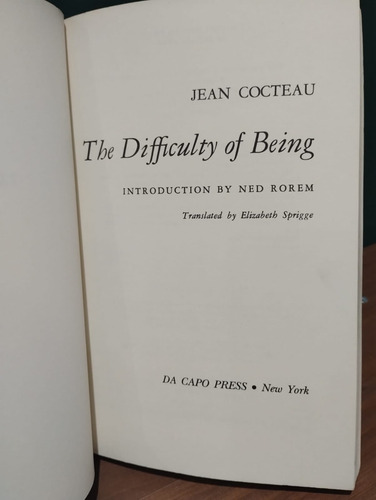 JEAN COCTEAU
The Difficulty of Being
INTRODUCTION BY NED ROREM
Translated by Elizabeth Sprigge
DA CAPO PRESS • New York